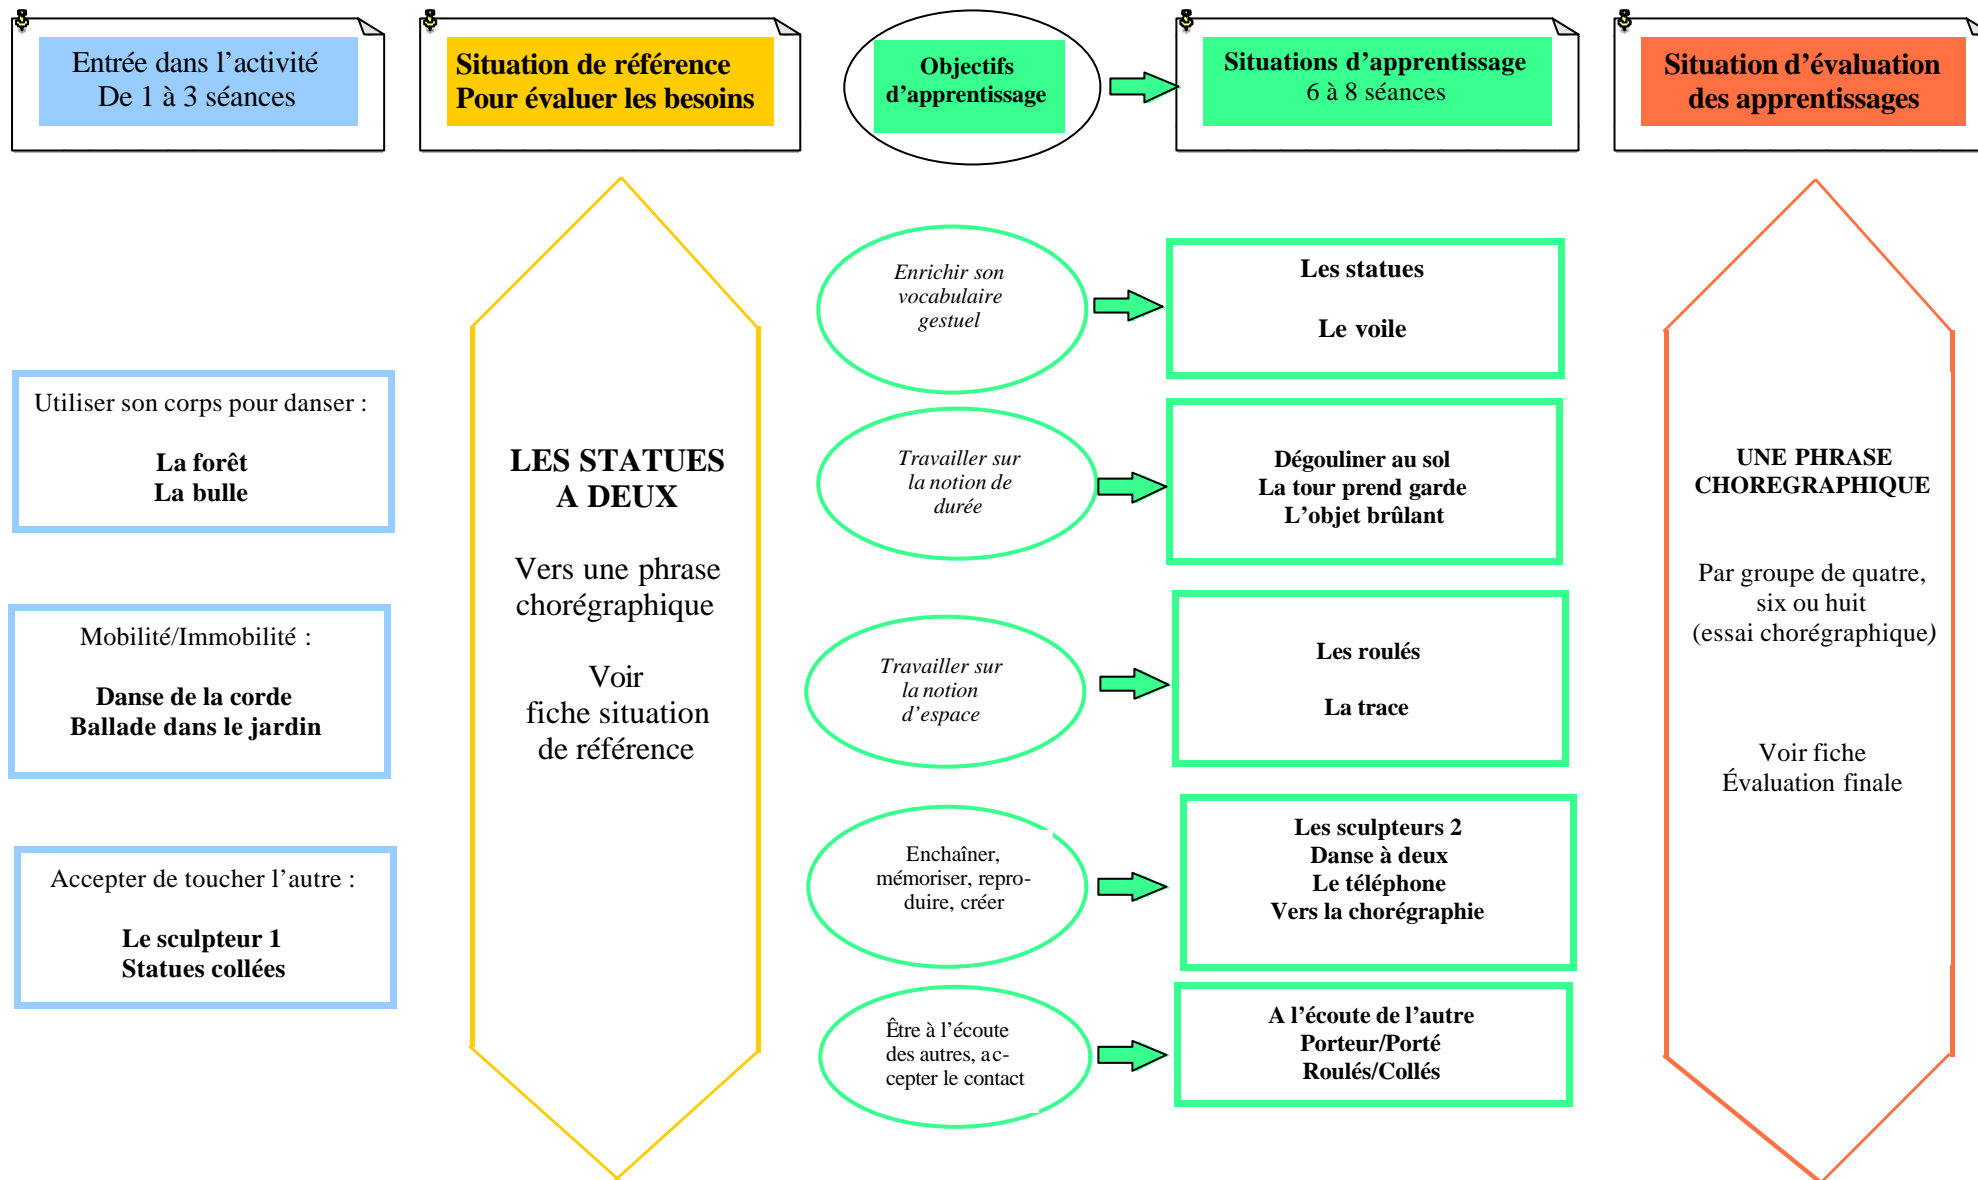 Entrée dans l'activité
De 1 à 3 séances
Situation de référence
Pour évaluer les besoins
Objectifs
d'apprentissage
Situations d'apprentissage
6 à 8 séances
Situation d'évaluation
des apprentissages
Utiliser son corps pour danser :
La forêt
La bulle
Mobilité/Immobilité :
Danse de la corde
Ballade dans le jardin
Accepter de toucher l'autre :
Le sculpteur 1
Statues collées
LES STATUES
A DEUX
Vers une phrase
chorégraphique
Voir
fiche situation
de référence
Enrichir son
vocabulaire
gestuel
Les statues
Le voile
Travailler sur
la notion de
durée
Dégouliner au sol
La tour prend garde
L'objet brûlant
Travailler sur
la notion
d'espace
Les roulés
La trace
Enchaîner,
mémoriser, repro-
duire, créer
Les sculpteurs 2
Danse à deux
Le téléphone
Vers la chorégraphie
Être à l'écoute
des autres, ac-
cepter le contact
A l'écoute de l'autre
Porteur/Porté
Roulés/Collés
UNE PHRASE
CHOREGRAPHIQUE
Par groupe de quatre,
six ou huit
(essai chorégraphique)
Voir fiche
Évaluation finale